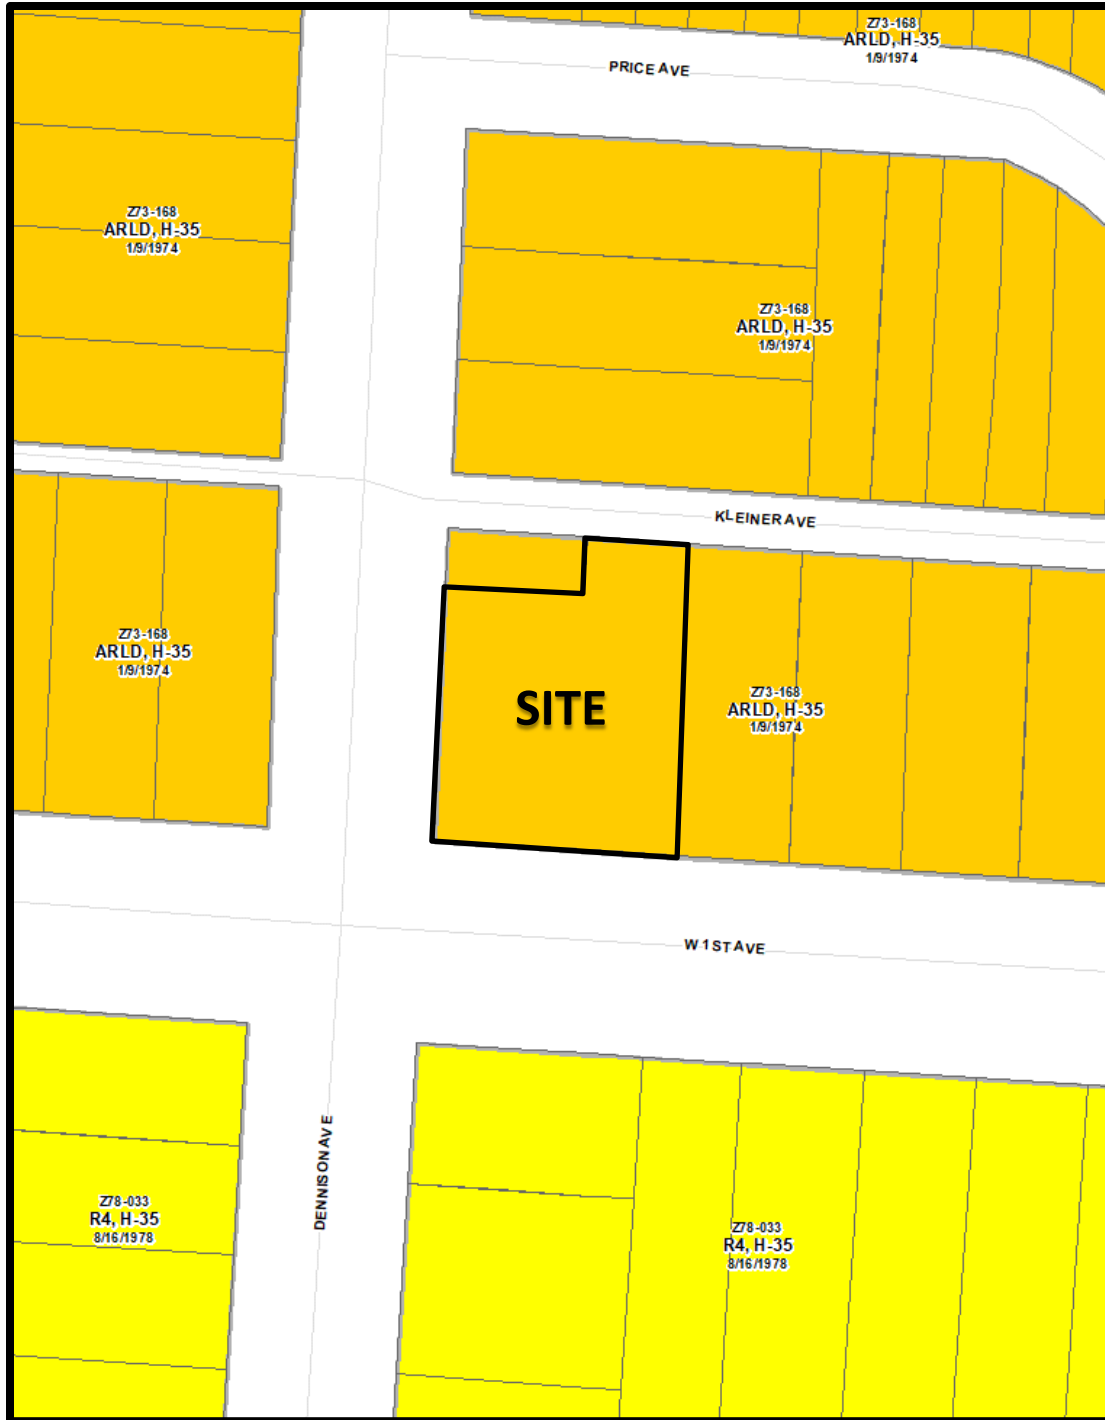 Z73-168
ARLD, H-35
1/9/1974
PRICE AVE
Z73-168
ARLD, H-35
1/9/1974
Z73-168
ARLD, H-35
1/9/1974
KLEINER AVE
Z73-168
ARLD, H-35
1/9/1974
SITE
Z73-168
ARLD, H-35
1/9/1974
W 1ST AVE
DENNISON AVE
Z78-033
R4, H-35
8/16/1978
Z78-033
R4, H-35
8/16/1978